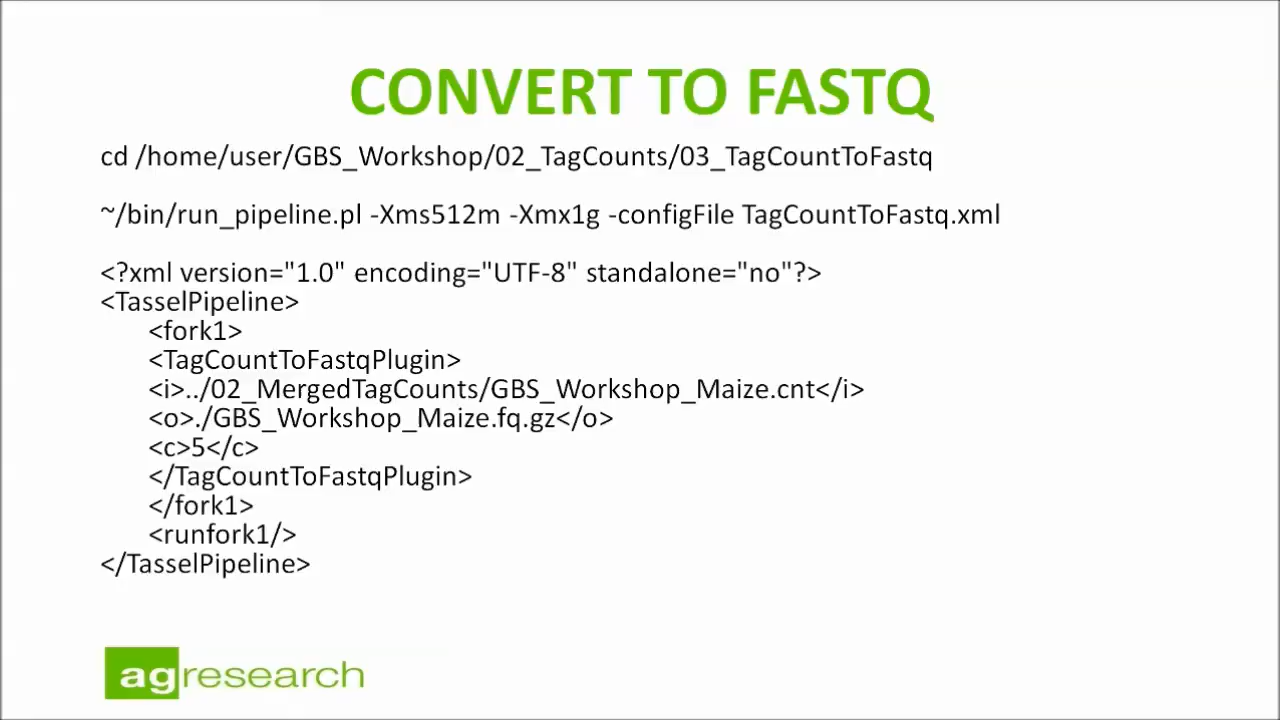 CONVERT TO FASTQ
cd /home/user/GBS_Workshop/02_TagCounts/03_TagCountToFastq
~/bin/run_pipeline.pl -Xms512m -Xmx1g -configFile TagCountToFastq.xml
<?xml version="1.0" encoding="UTF-8" standalone="no"?>
<TasselPipeline>
<fork1>
<TagCountToFastqPlugin>
<i>../02_MergedTagCounts/GBS_Workshop_Maize.cnt</i>
<o>./GBS_Workshop_Maize.fq.gz</o>
<c>5</c>
</TagCountToFastqPlugin>
</fork1>
<runfork1/>
</TasselPipeline>
agresearch